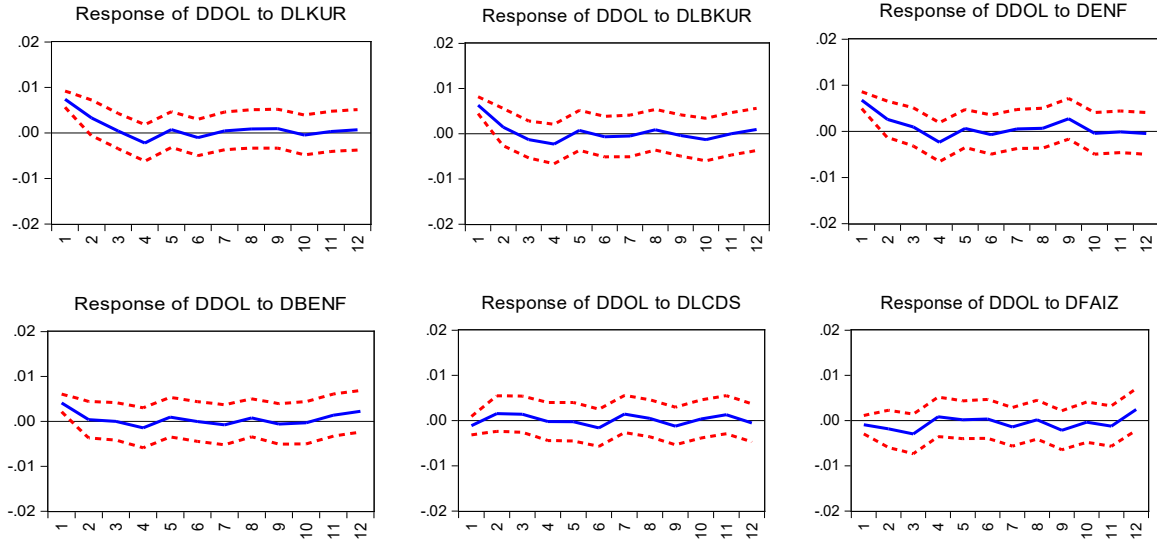 Response of DDOL to DLKUR
.02
.01
.00
-.01
-.02
1 2 3 4 5 6 7 8 9 10 11 12
Response of DDOL to DLBKUR
.02
.01
.00
-.01
-.02
1 2 3 4 5 6 7 8 9 10 11 12
Response of DDOL to DENF
.02
.01
.00
-.01
-.02
1 2 3 4 5 6 7 8 9 10 11 12
Response of DDOL to DBENF
.02
.01
.00
-.01
-.02
1 2 3 4 5 6 7 8 9 10 11 12
Response of DDOL to DLCDS
.02
.01
.00
-.01
-.02
1 2 3 4 5 6 7 8 9 10 11 12
Response of DDOL to DFAIZ
.02
.01
.00
-.01
-.02
1 2 3 4 5 6 7 8 9 10 11 12